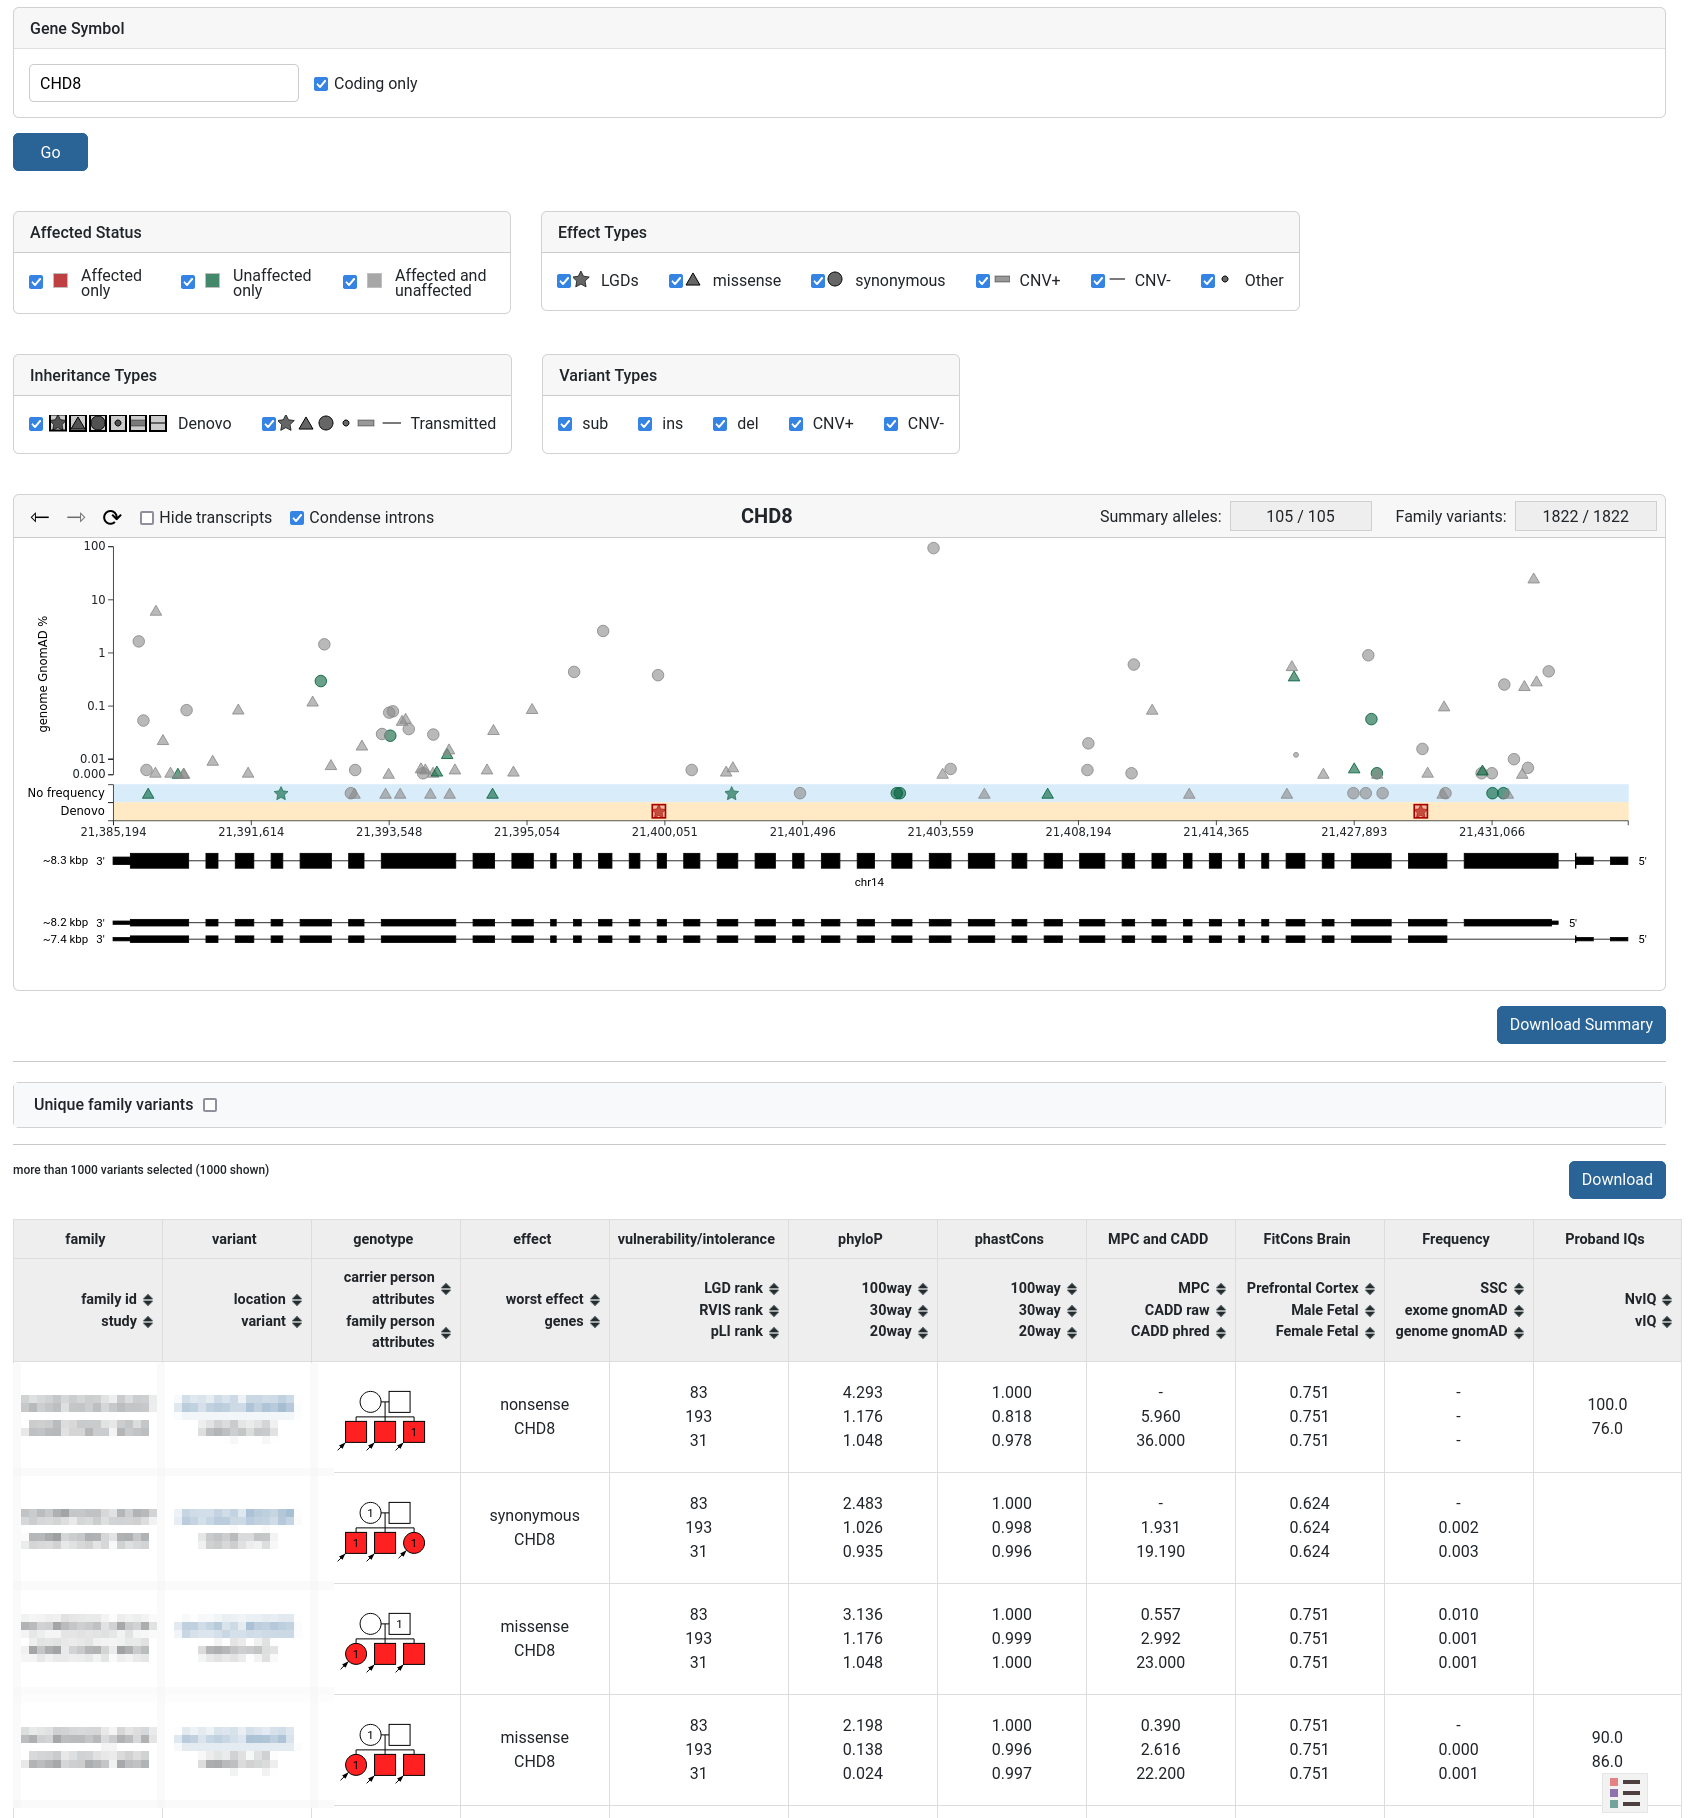 Gene Symbol
CHD8
Coding only
Go
Affected Status
Affected only
Unaffected only
Affected and unaffected
Effect Types
LGDs missense synonymous CNV+ CNV- Other
Inheritance Types
Denovo Transmitted
Variant Types
sub ins del CNV+ CNV-
Hide transcripts Condense introns CHD8 Summary alleles: 105 / 105 Family variants: 1822 / 1822
genome GnomAD %
100
10
1
0.1
0.01
0.000
No frequency
Denovo
21,385,194 21,391,614 21,393,548 21,395,054 21,400,051 21,401,496 21,403,559 21,408,194 21,414,365 21,427,893 21,431,066
~8.3 kbp 3' 5'
chr14
~8.2 kbp 3' 5'
~7.4 kbp 3' 5'
Download Summary
Unique family variants
more than 1000 variants selected (1000 shown)
Download
family variant genotype effect vulnerability/intolerance phyloP phastCons MPC and CADD FitCons Brain Frequency Proband IQs
family id
study
location
variant
carrier person
attributes
family person
attributes
worst effect
genes
LGD rank
RVIS rank
pLI rank
100way
30way
20way
100way
30way
20way
MPC
CADD raw
CADD phred
Prefrontal Cortex
Male Fetal
Female Fetal
SSC
exome gnomAD
genome gnomAD
NvIQ
vIQ
1
nonsense
CHD8
83
193
31
4.293
1.176
1.048
1.000
0.818
0.978
-
5.960
36.000
0.751
0.751
0.751
-
-
-
100.0
76.0
1
1 1
synonymous
CHD8
83
193
31
2.483
1.026
0.935
1.000
0.998
0.996
-
1.931
19.190
0.624
0.624
0.624
-
0.002
0.003
1
1
missense
CHD8
83
193
31
3.136
1.176
1.048
1.000
0.999
1.000
0.557
2.992
23.000
0.751
0.751
0.751
0.010
0.001
0.001
1
1
missense
CHD8
83
193
31
2.198
0.138
0.024
1.000
0.996
0.997
0.390
2.616
22.200
0.751
0.751
0.751
-
0.000
0.001
90.0
86.0